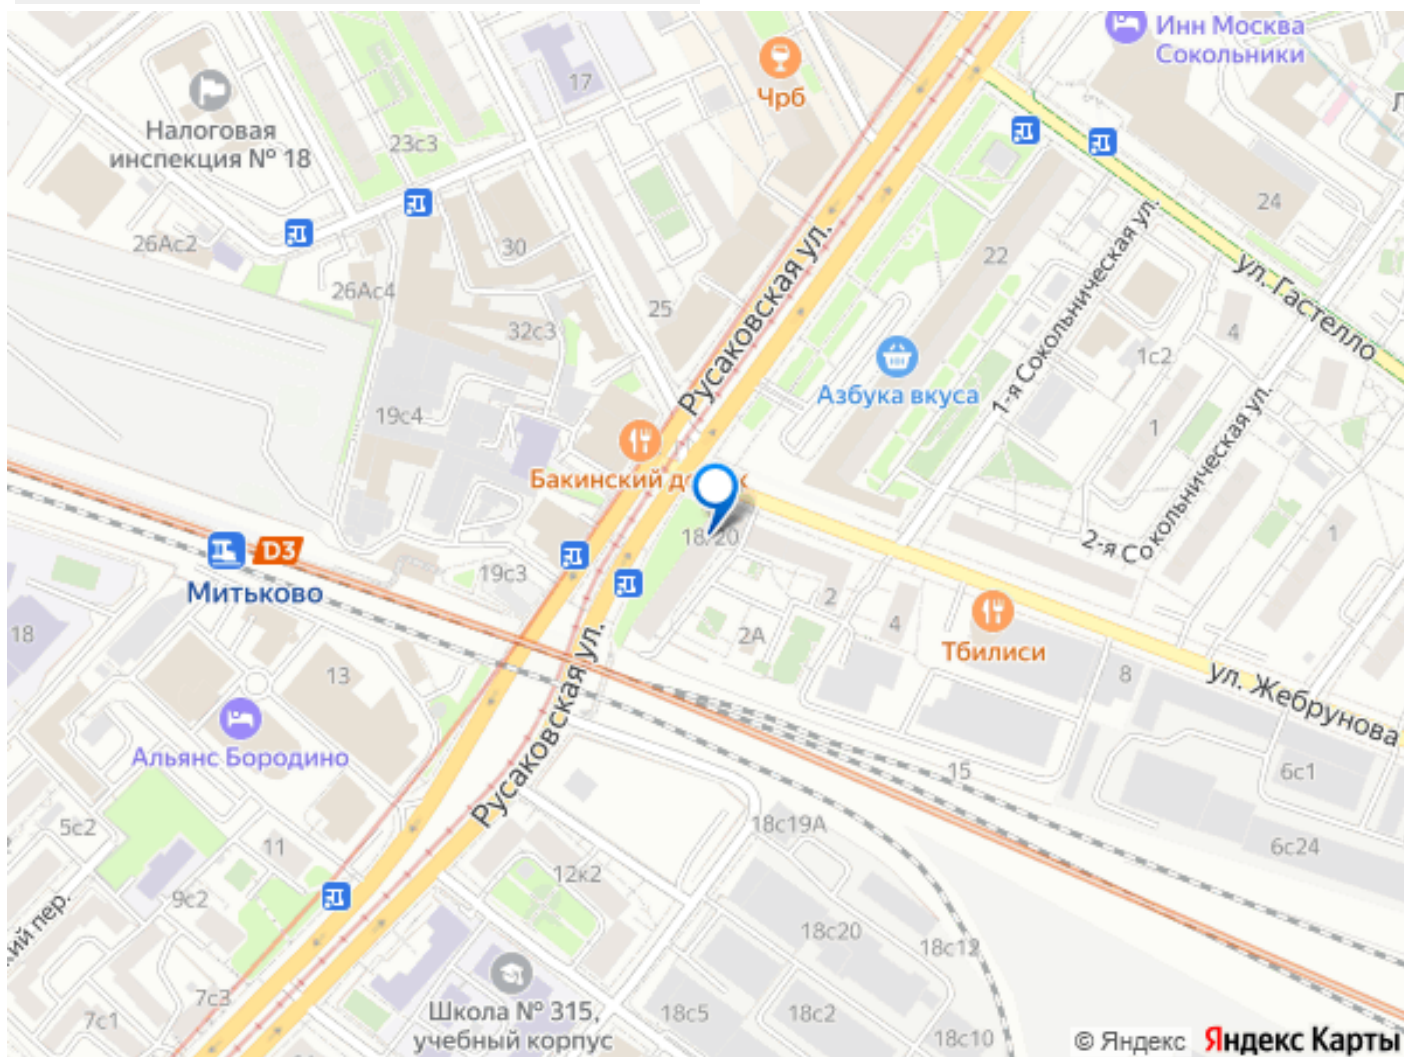 Инн Москва
Сокольники
Чрб
17
Налоговая
инспекция № 18
23с3
24
26Ас2
30
22
ул. Гастелло
26Ас4
Русаковская ул.
1-я Сокольническая ул.
25
32с3
4
1с2
Азбука вкуса
19с4
1
2-я Сокольническая ул.
1
Бакинский
18/20
D3
Митьково
19с3
2
4
2А
18
Тбилиси
8
ул. Жебрунова
13
Русаковская ул.
Альянс Бородино
15
6с1
5с2
18с19А
11
6с24
12к2
9с2
18с20
18с12
7с3
7с1
Школа № 315,
учебный корпус
18с5
18с2
18с10
© Яндекс Яндекс Карты